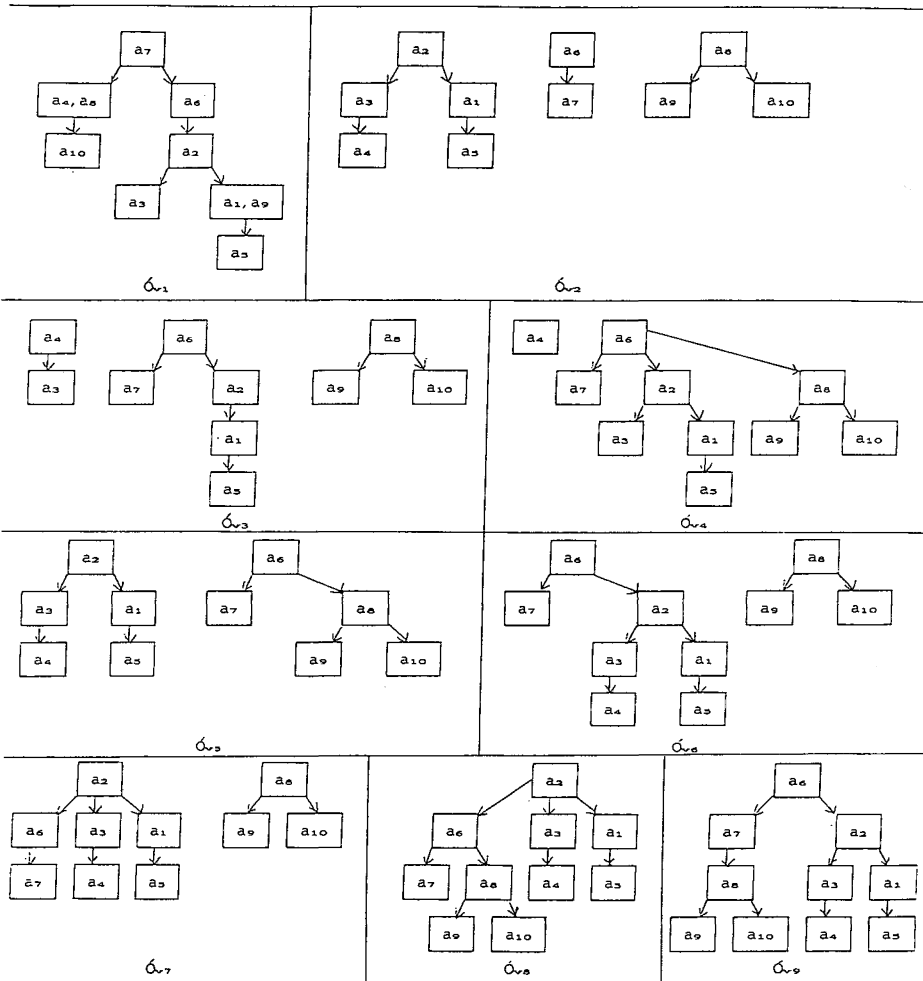 a₇
a₄, a₈ a₆
a₁₀ a₂
a₃ a₁, a₉
a₅
σᵥ₁
a₂ a₆ a₈
a₃ a₁ a₇ a₉ a₁₀
a₄ a₅
σᵥ₂
a₄ a₆ a₈
a₃ a₇ a₂ a₉ a₁₀
a₁
a₅
σᵥ₃
a₄ a₆
a₇ a₂ a₈
a₃ a₁ a₉ a₁₀
a₅
σᵥ₄
a₂ a₆
a₃ a₁ a₇ a₈
a₄ a₅ a₉ a₁₀
σᵥ₅
a₆ a₈
a₇ a₂ a₉ a₁₀
a₃ a₁
a₄ a₅
σᵥ₆
a₂ a₈
a₆ a₃ a₁ a₉ a₁₀
a₇ a₄ a₅
σᵥ₇
a₂
a₆ a₃ a₁
a₇ a₈ a₄ a₅
a₉ a₁₀
σᵥ₈
a₆
a₇ a₂
a₈ a₃ a₁
a₉ a₁₀ a₄ a₅
σᵥ₉